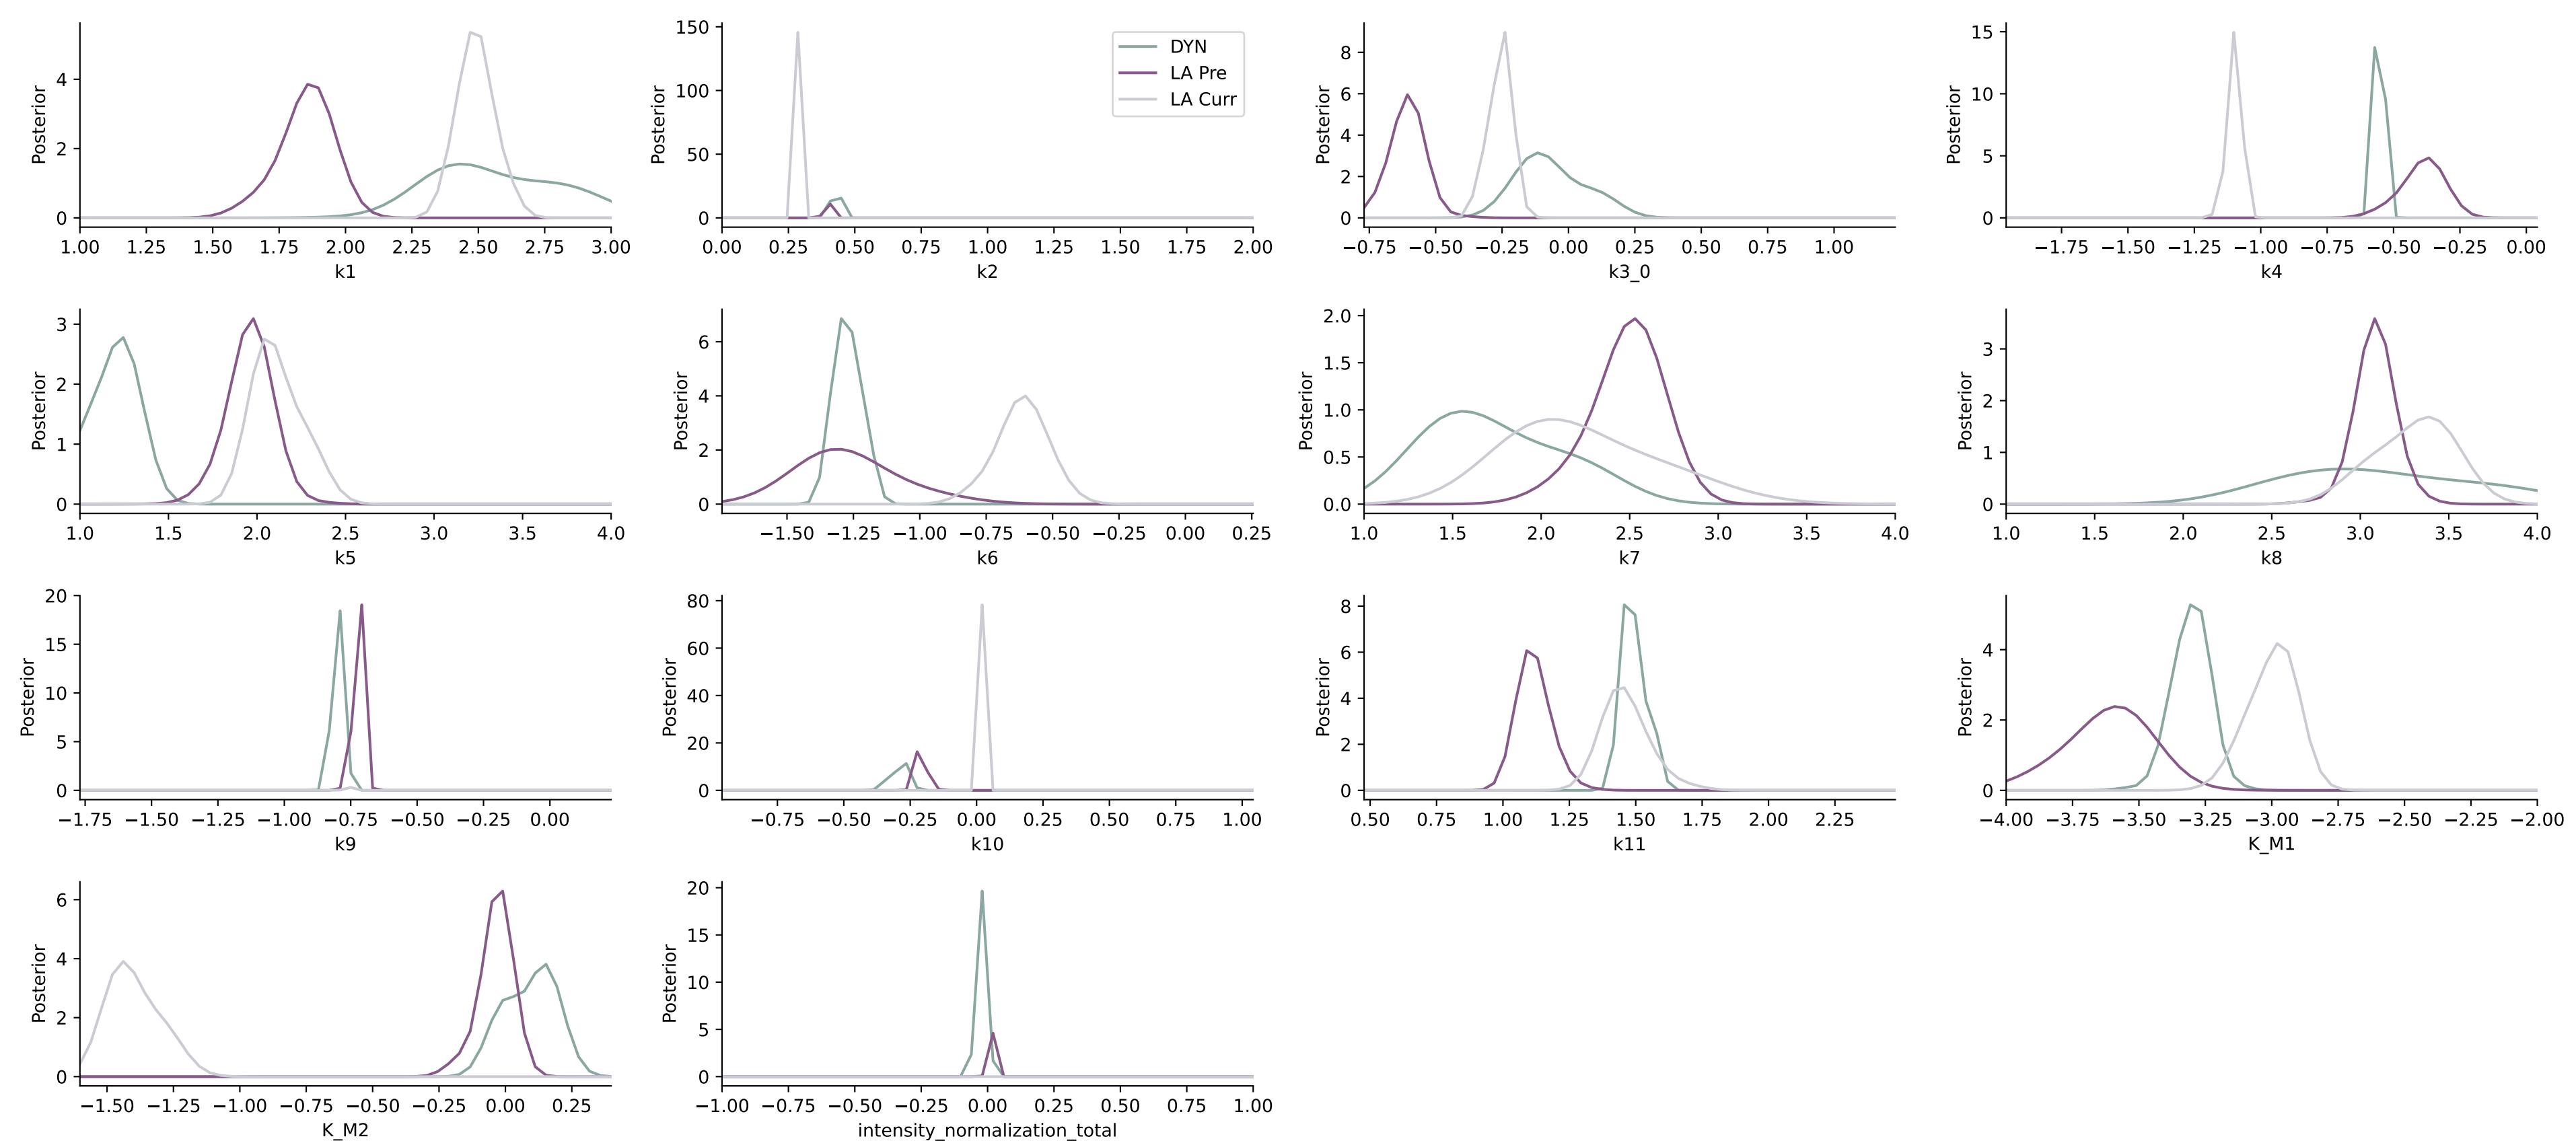 Posterior
4
2
0
1.00 1.25 1.50 1.75 2.00 2.25 2.50 2.75 3.00
k1
Posterior
150
100
50
0
0.00 0.25 0.50 0.75 1.00 1.25 1.50 1.75 2.00
k2
DYN
LA Pre
LA Curr
Posterior
8
6
4
2
0
−0.75 −0.50 −0.25 0.00 0.25 0.50 0.75 1.00
k3_0
Posterior
15
10
5
0
−1.75 −1.50 −1.25 −1.00 −0.75 −0.50 −0.25 0.00
k4
Posterior
3
2
1
0
1.0 1.5 2.0 2.5 3.0 3.5 4.0
k5
Posterior
6
4
2
0
−1.50 −1.25 −1.00 −0.75 −0.50 −0.25 0.00 0.25
k6
Posterior
2.0
1.5
1.0
0.5
0.0
1.0 1.5 2.0 2.5 3.0 3.5 4.0
k7
Posterior
3
2
1
0
1.0 1.5 2.0 2.5 3.0 3.5 4.0
k8
Posterior
20
15
10
5
0
−1.75 −1.50 −1.25 −1.00 −0.75 −0.50 −0.25 0.00
k9
Posterior
80
60
40
20
0
−0.75 −0.50 −0.25 0.00 0.25 0.50 0.75 1.00
k10
Posterior
8
6
4
2
0
0.50 0.75 1.00 1.25 1.50 1.75 2.00 2.25
k11
Posterior
4
2
0
−4.00 −3.75 −3.50 −3.25 −3.00 −2.75 −2.50 −2.25 −2.00
K_M1
Posterior
6
4
2
0
−1.50 −1.25 −1.00 −0.75 −0.50 −0.25 0.00 0.25
K_M2
Posterior
20
15
10
5
0
−1.00 −0.75 −0.50 −0.25 0.00 0.25 0.50 0.75 1.00
intensity_normalization_total